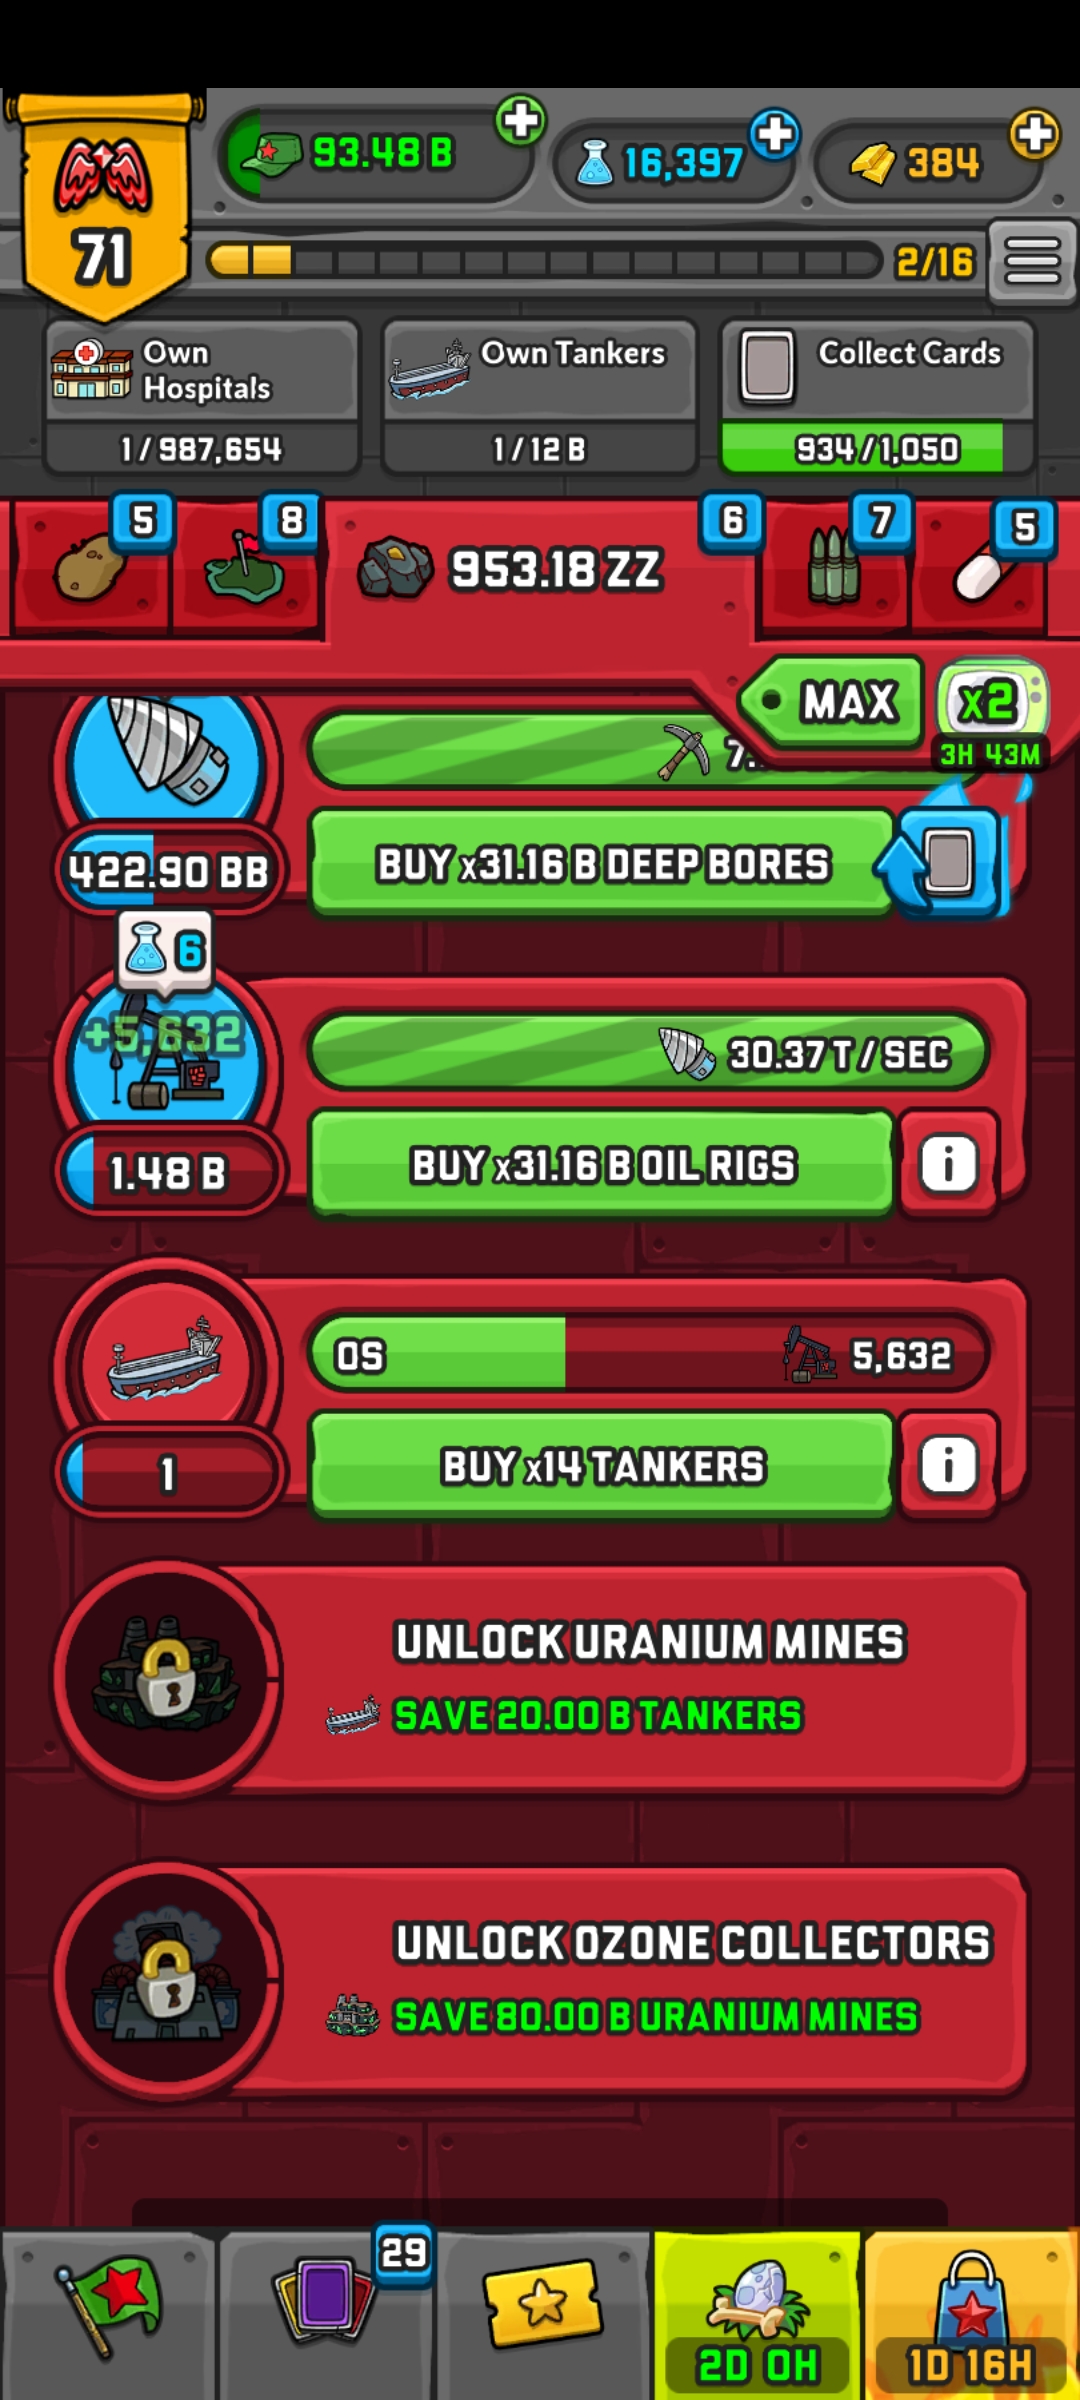 93.48 B
16,397
384
71
2/16
Own Hospitals
1/987,654
Own Tankers
1/12 B
Collect Cards
934/1,050
5
8
953.18 ZZ
6
7
5
MAX
x2
3H 43M
422.90 BB
BUY x31.16 B DEEP BORES
6
+5,632
30.37 T / SEC
1.48 B
BUY x31.16 B OIL RIGS
i
0S
5,632
1
BUY x14 TANKERS
i
UNLOCK URANIUM MINES
SAVE 20.00 B TANKERS
UNLOCK OZONE COLLECTORS
SAVE 80.00 B URANIUM MINES
29
2D 0H
1D 16H